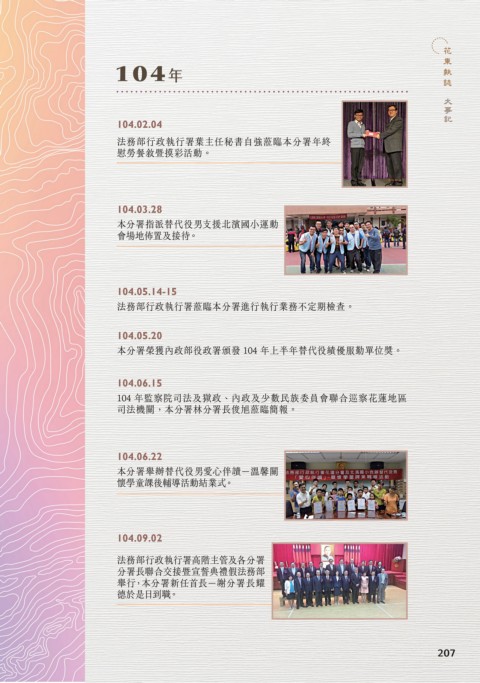 花東執誌 大事記
104年
104.02.04
法務部行政執行署葉主任秘書自強蒞臨本分署年終
慰勞餐敘暨摸彩活動。
104.03.28
本分署指派替代役男支援北濱國小運動
會場地佈置及接待。
104.05.14-15
法務部行政執行署蒞臨本分署進行執行業務不定期檢查。
104.05.20
本分署榮獲內政部役政署頒發 104 年上半年替代役績優服勤單位獎。
104.06.15
104 年監察院司法及獄政、內政及少數民族委員會聯合巡察花蓮地區
司法機關,本分署林分署長俊旭蒞臨簡報。
104.06.22
本分署舉辦替代役男愛心伴讀－溫馨關
懷學童課後輔導活動結業式。
104.09.02
法務部行政執行署高階主管及各分署
分署長聯合交接暨宣誓典禮假法務部
舉行,本分署新任首長－謝分署長耀
德於是日到職。
207